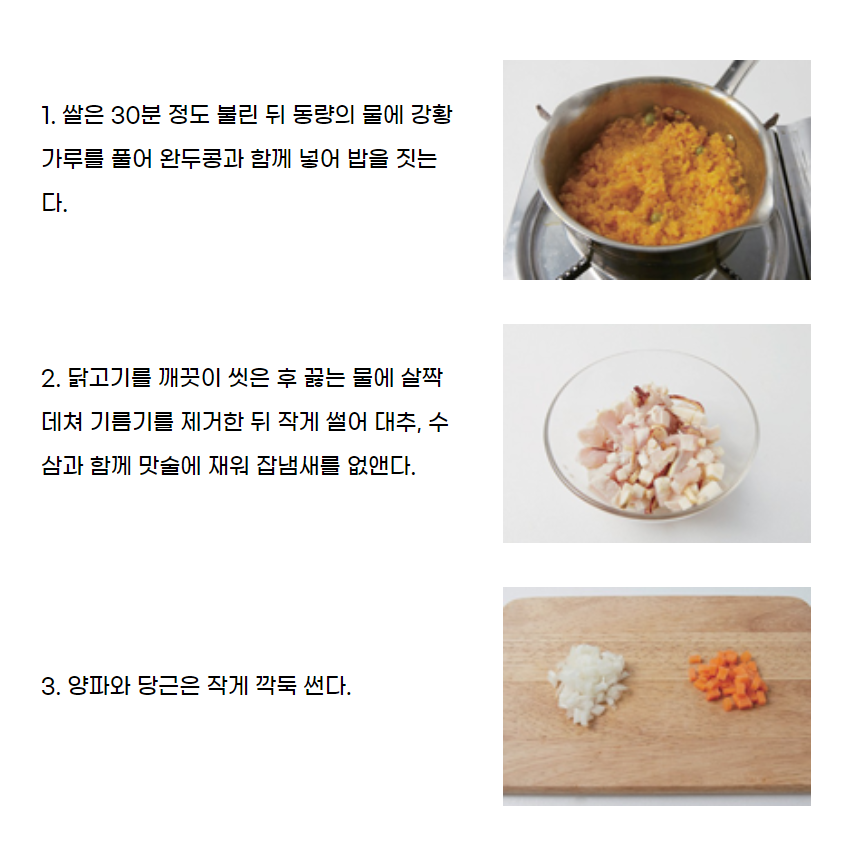 1. 쌀은 30분 정도 불린 뒤 동량의 물에 강황
가루를 풀어 완두콩과 함께 넣어 밥을 짓는
다.
2. 닭고기를 깨끗이 씻은 후 끓는 물에 살짝
데쳐 기름기를 제거한 뒤 작게 썰어 대추, 수
삼과 함께 맛술에 재워 잡냄새를 없앤다.
3. 양파와 당근은 작게 깍둑 썬다.